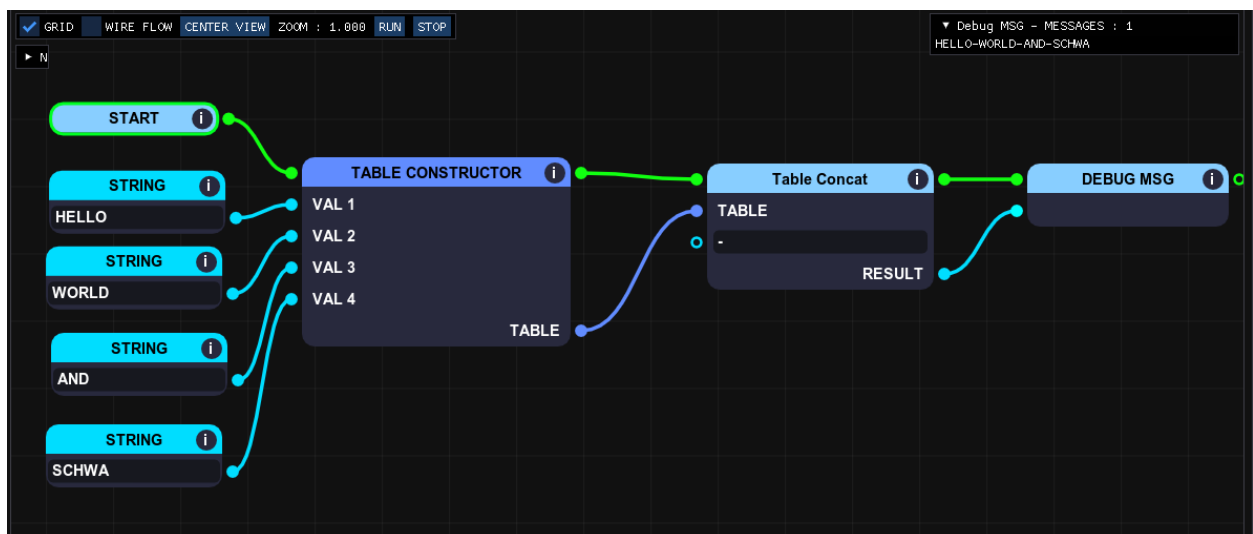 GRID WIRE FLOW CENTER VIEW ZOOM : 1.000 RUN STOP
▼ Debug MSG - MESSAGES : 1
HELLO-WORLD-AND-SCHWA
► N
START i
STRING i
HELLO
STRING i
WORLD
STRING i
AND
STRING i
SCHWA
TABLE CONSTRUCTOR i
VAL 1
VAL 2
VAL 3
VAL 4
TABLE
Table Concat i
TABLE
-
RESULT
DEBUG MSG i